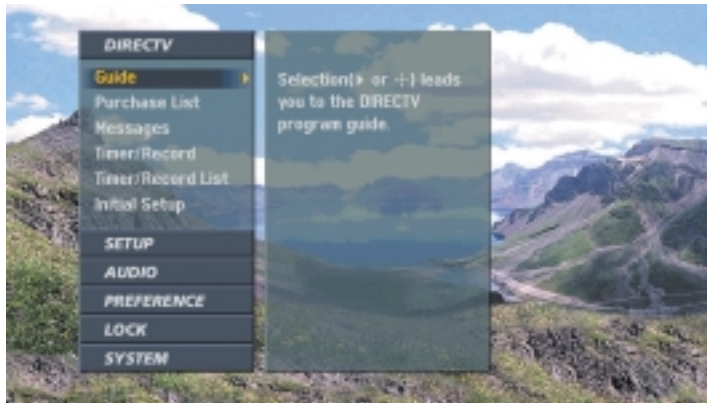 DIRECTV
Guide
Purchase List
Messages
Timer/Record
Timer/Record List
Initial Setup
SETUP
AUDIO
PREFERENCE
LOCK
SYSTEM
Selection(▶ or ·⁝·) leads
you to the DIRECTV
program guide.